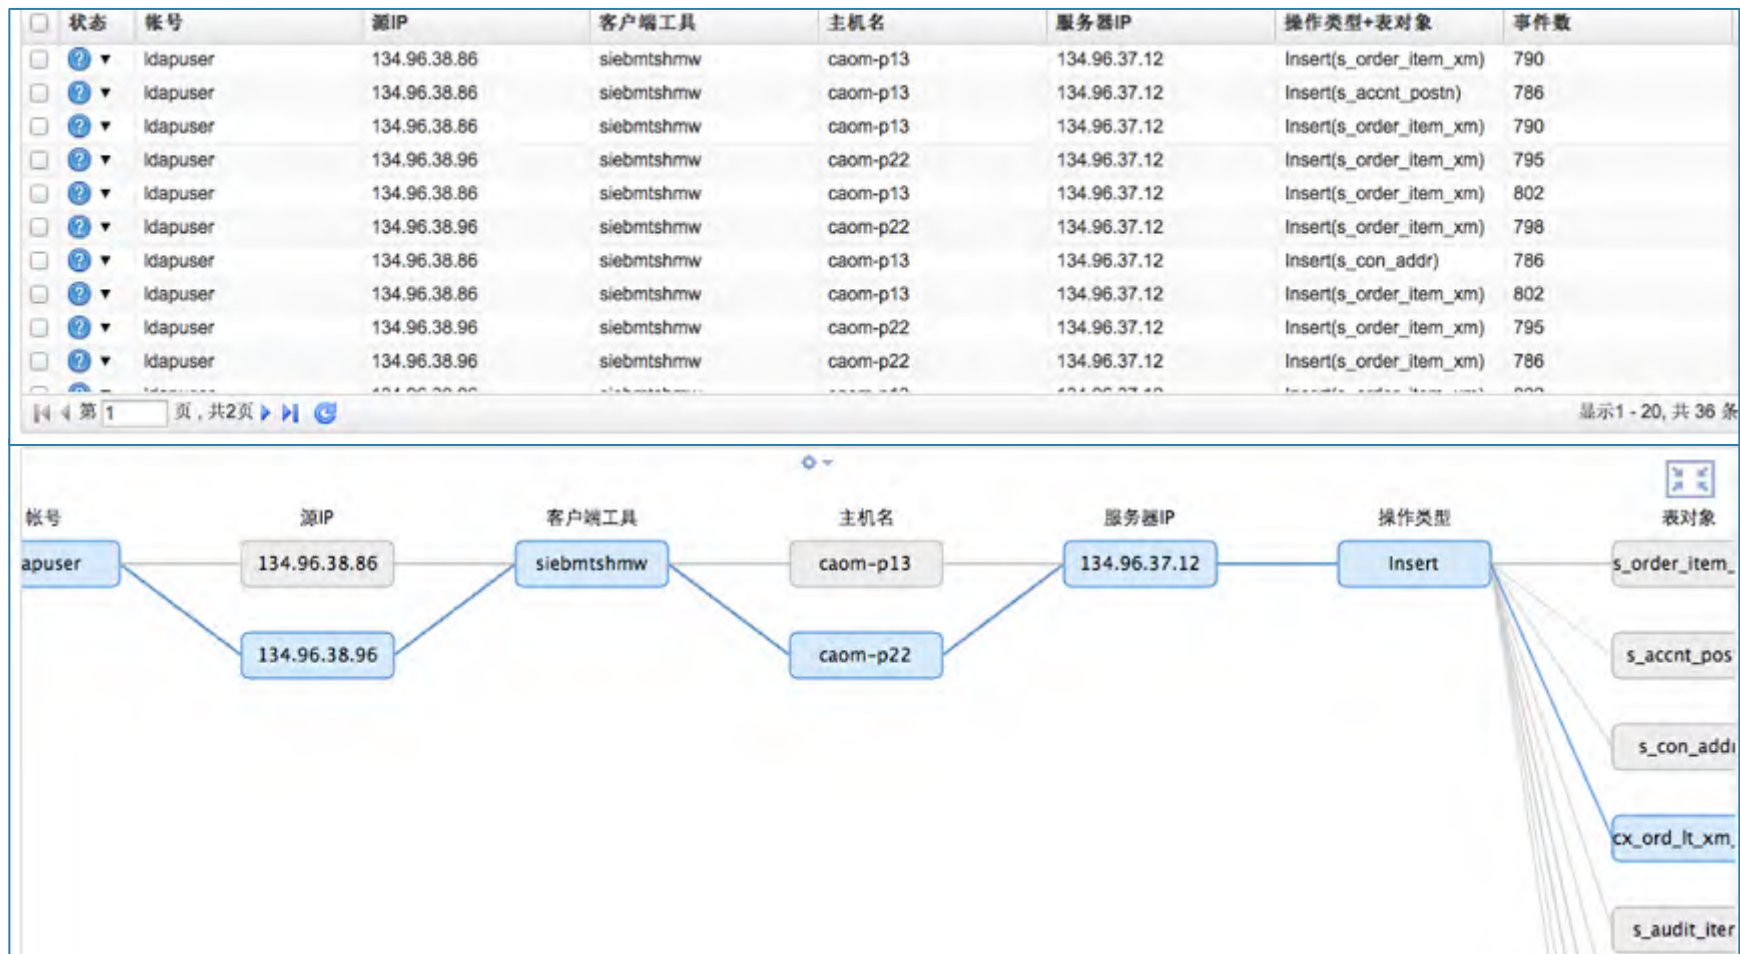 状态 帐号 源IP 客户端工具 主机名 服务器IP 操作类型+表对象 事件数
ldapuser 134.96.38.86 siebmtshmw caom-p13 134.96.37.12 Insert(s_order_item_xm) 790
ldapuser 134.96.38.86 siebmtshmw caom-p13 134.96.37.12 Insert(s_accnt_postn) 786
ldapuser 134.96.38.86 siebmtshmw caom-p13 134.96.37.12 Insert(s_order_item_xm) 790
ldapuser 134.96.38.96 siebmtshmw caom-p22 134.96.37.12 Insert(s_order_item_xm) 795
ldapuser 134.96.38.86 siebmtshmw caom-p13 134.96.37.12 Insert(s_order_item_xm) 802
ldapuser 134.96.38.96 siebmtshmw caom-p22 134.96.37.12 Insert(s_order_item_xm) 798
ldapuser 134.96.38.86 siebmtshmw caom-p13 134.96.37.12 Insert(s_con_addr) 786
ldapuser 134.96.38.86 siebmtshmw caom-p13 134.96.37.12 Insert(s_order_item_xm) 802
ldapuser 134.96.38.96 siebmtshmw caom-p22 134.96.37.12 Insert(s_order_item_xm) 795
ldapuser 134.96.38.96 siebmtshmw caom-p22 134.96.37.12 Insert(s_order_item_xm) 786
第 1 页 , 共2页 显示1 - 20, 共 36 条
帐号 源IP 客户端工具 主机名 服务器IP 操作类型 表对象
apuser 134.96.38.86 siebmtshmw caom-p13 134.96.37.12 Insert s_order_item_
134.96.38.96 caom-p22 s_accnt_pos
s_con_add
cx_ord_lt_xm_
s_audit_iter